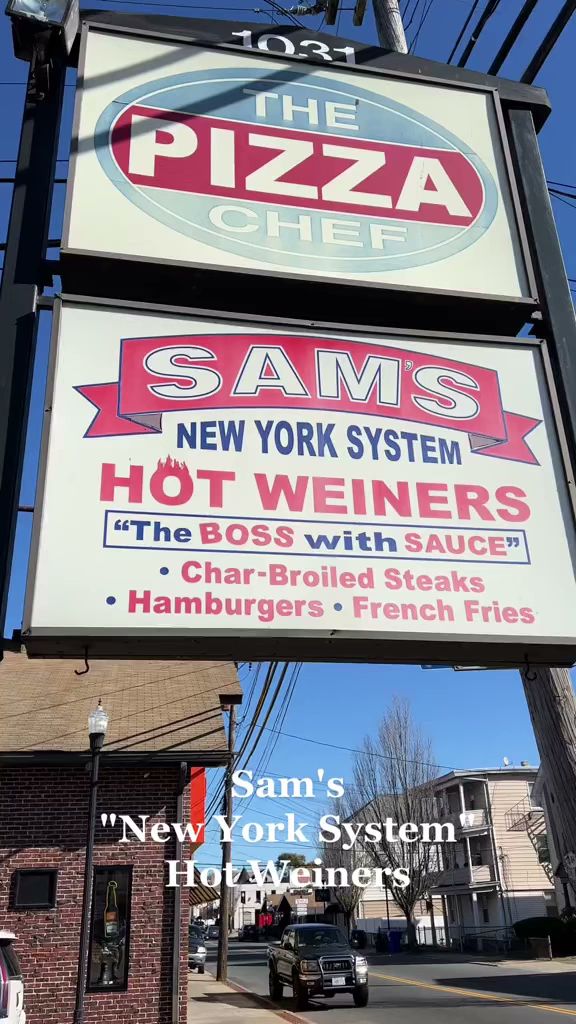 1031
THE
PIZZA
CHEF
SAM'S
NEW YORK SYSTEM
HOT WEINERS
“The BOSS with SAUCE”
• Char-Broiled Steaks
• Hamburgers • French Fries
Sam's
"New York System"
Hot Weiners